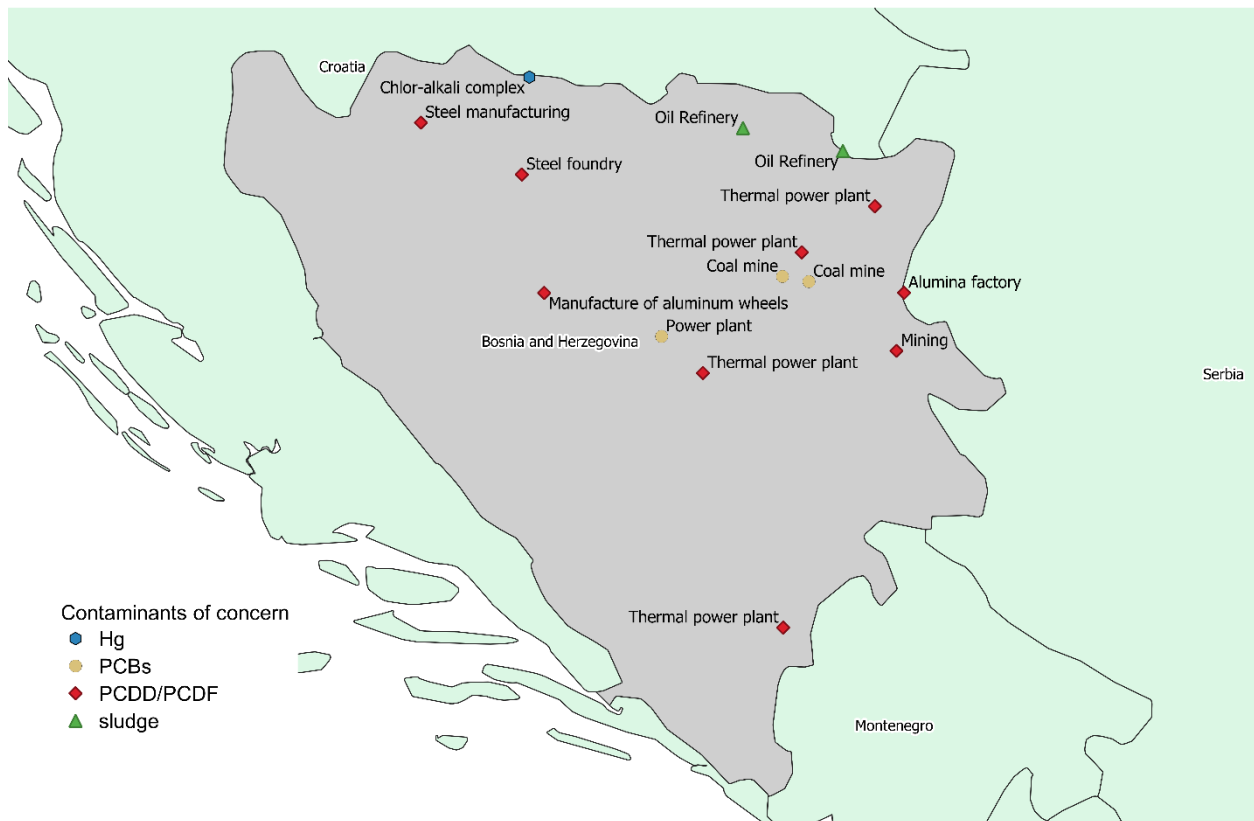 Croatia
Chlor-alkali complex
Steel manufacturing
Oil Refinery
Oil Refinery
Steel foundry
Thermal power plant
Thermal power plant
Coal mine
Coal mine
Alumina factory
Manufacture of aluminum wheels
Power plant
Bosnia and Herzegovina
Mining
Thermal power plant
Serbia
Thermal power plant
Contaminants of concern
Hg
PCBs
PCDD/PCDF
sludge
Montenegro